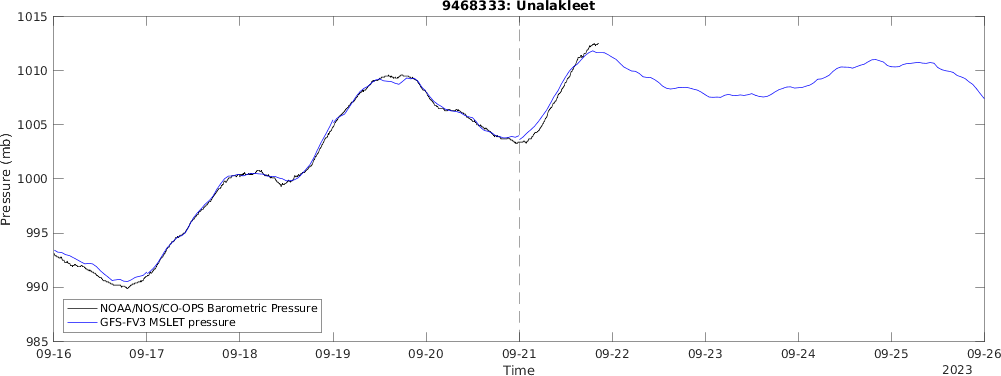 9468333: Unalakleet
1015
1010
1005
1000
995
990
985
Pressure (mb)
NOAA/NOS/CO-OPS Barometric Pressure
GFS-FV3 MSLET pressure
09-16 09-17 09-18 09-19 09-20 09-21 09-22 09-23 09-24 09-25 09-26
Time
2023